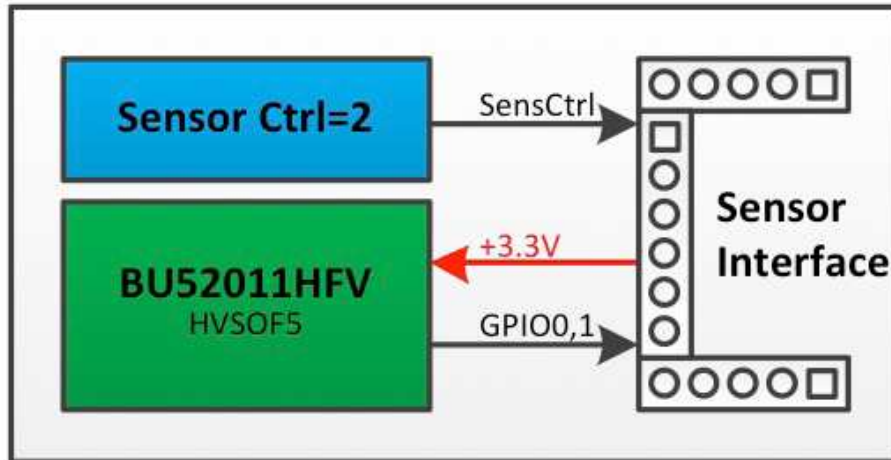 Sensor Ctrl=2
SensCtrl
+3.3V
BU52011HFV
HVSOF5
GPIO0,1
Sensor
Interface